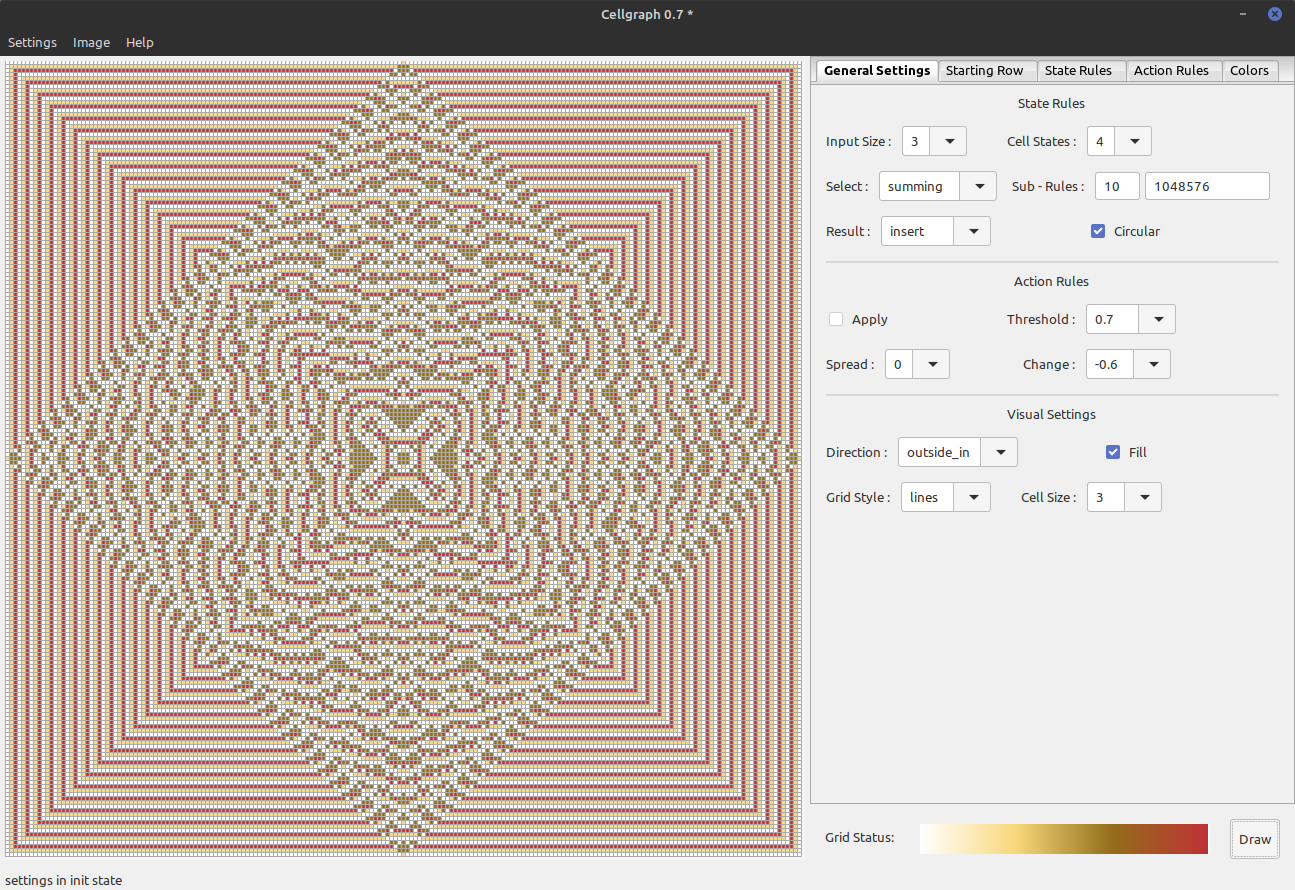 Cellgraph 0.7 *
Settings Image Help
General Settings Starting Row State Rules Action Rules Colors
State Rules
Input Size : 3 Cell States : 4
Select : summing Sub - Rules : 10 1048576
Result : insert Circular
Action Rules
Apply Threshold : 0.7
Spread : 0 Change : -0.6
Visual Settings
Direction : outside_in Fill
Grid Style : lines Cell Size : 3
Grid Status: Draw
settings in init state